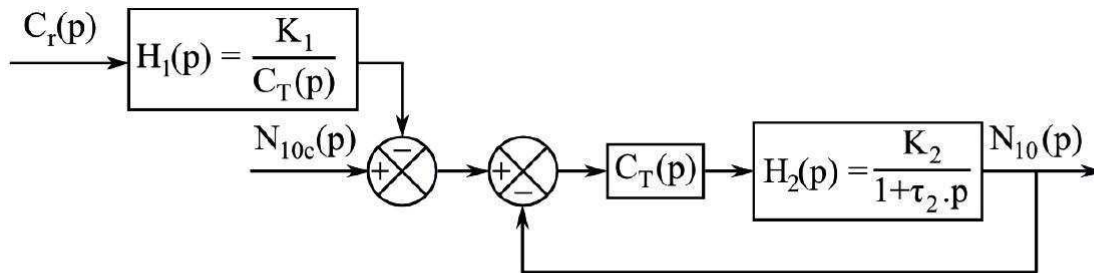 C_r(p)
H_1(p) = K_1 / C_T(p)
N_10c(p)
+ −
+ −
C_T(p)
H_2(p) = K_2 / 1+τ_2.p
N_10(p)